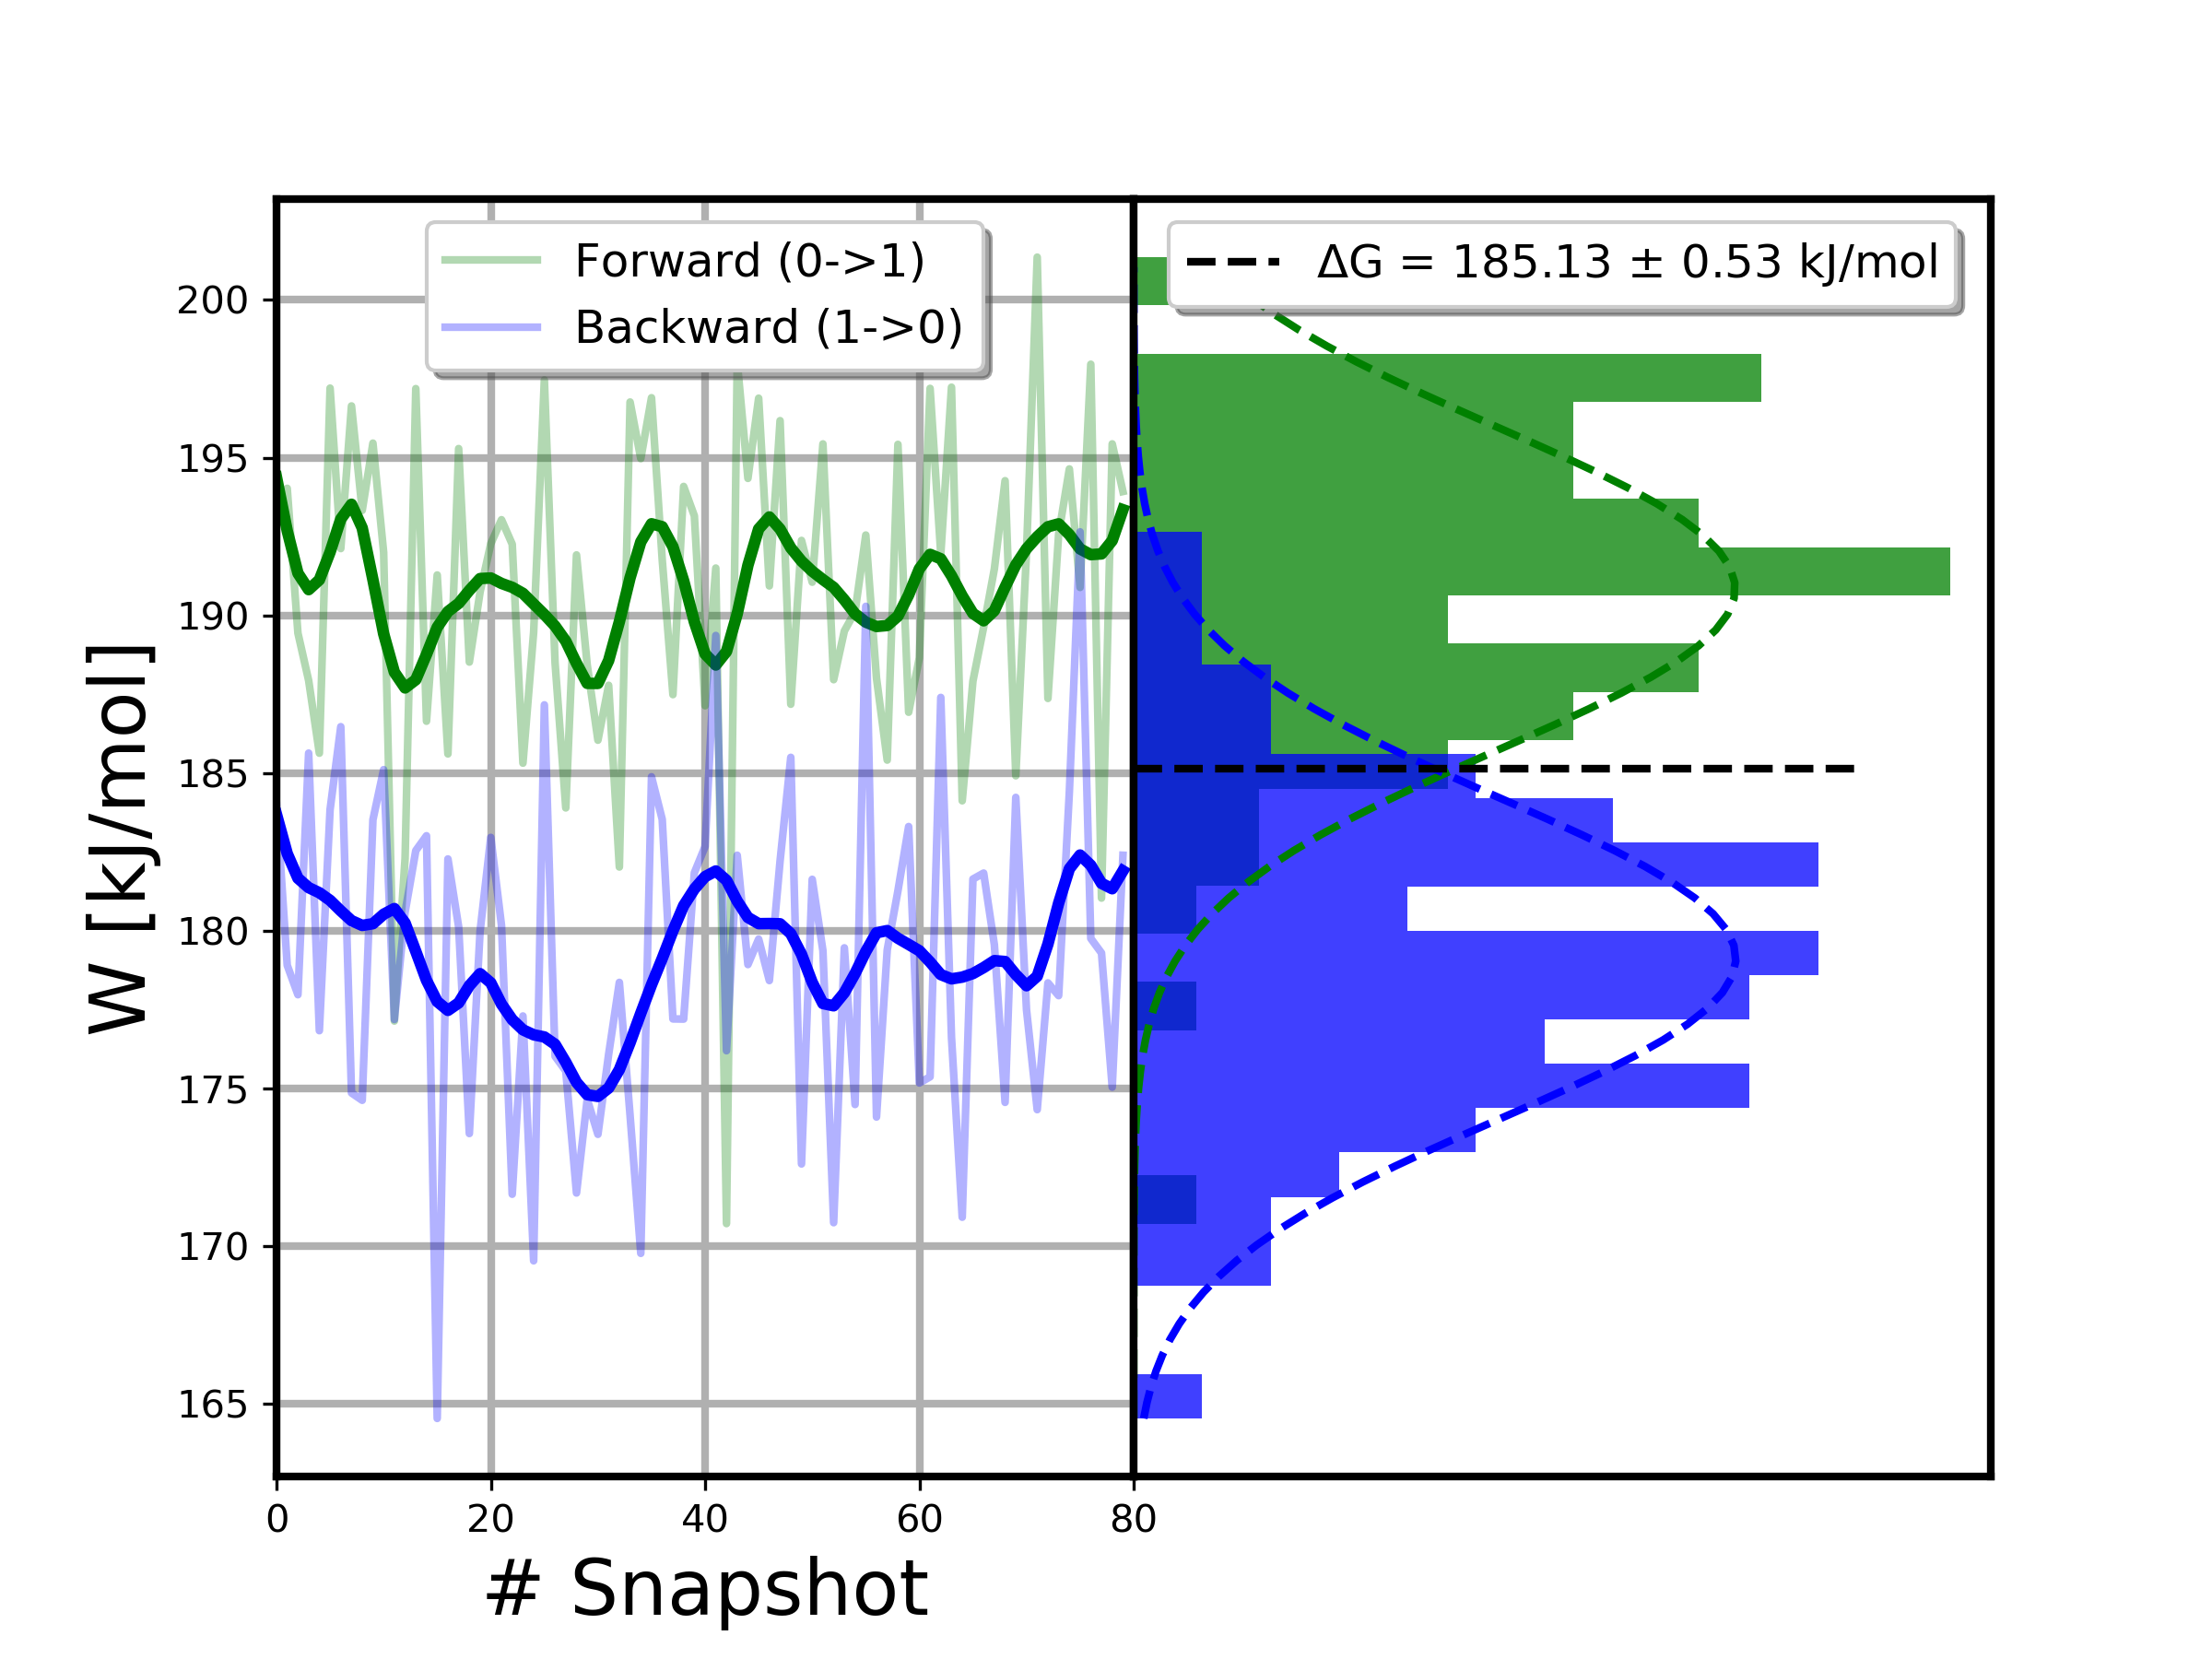 Forward (0->1)
Backward (1->0)
ΔG = 185.13 ± 0.53 kJ/mol
W [kJ/mol]
200
195
190
185
180
175
170
165
0 20 40 60 80
# Snapshot